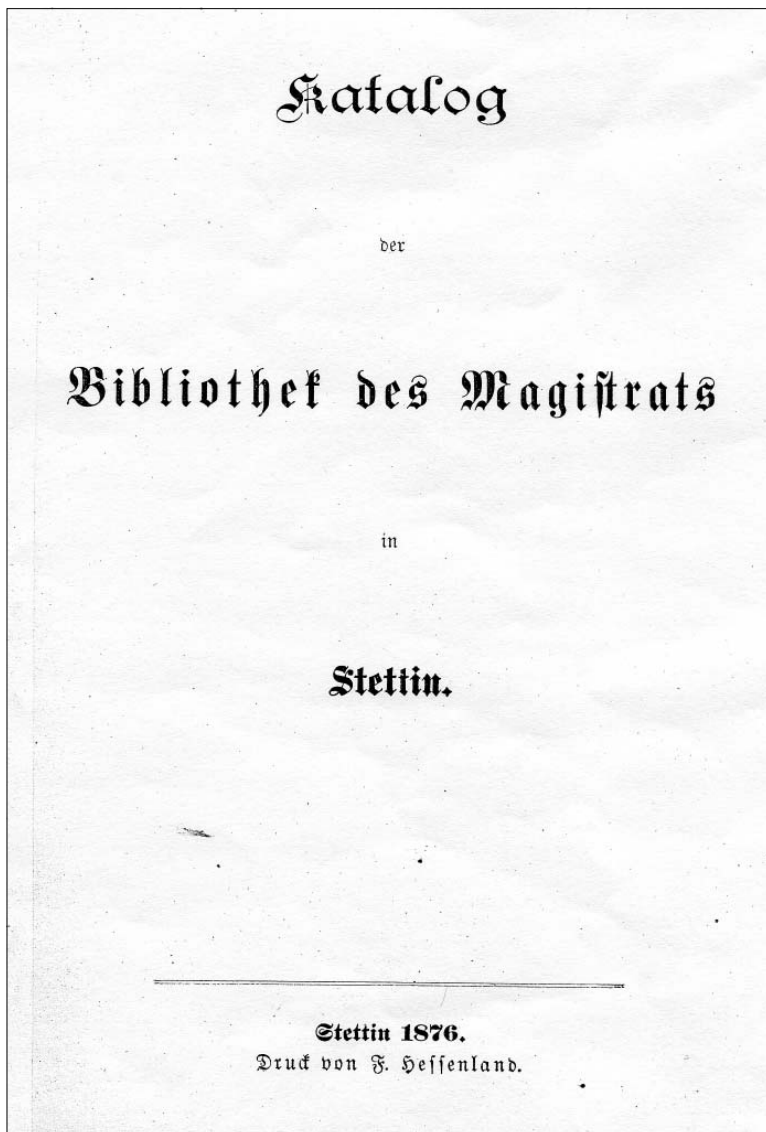 Katalog
der
Bibliothek des Magistrats
in
Stettin.
Stettin 1876.
Druck von F. Hessenland.